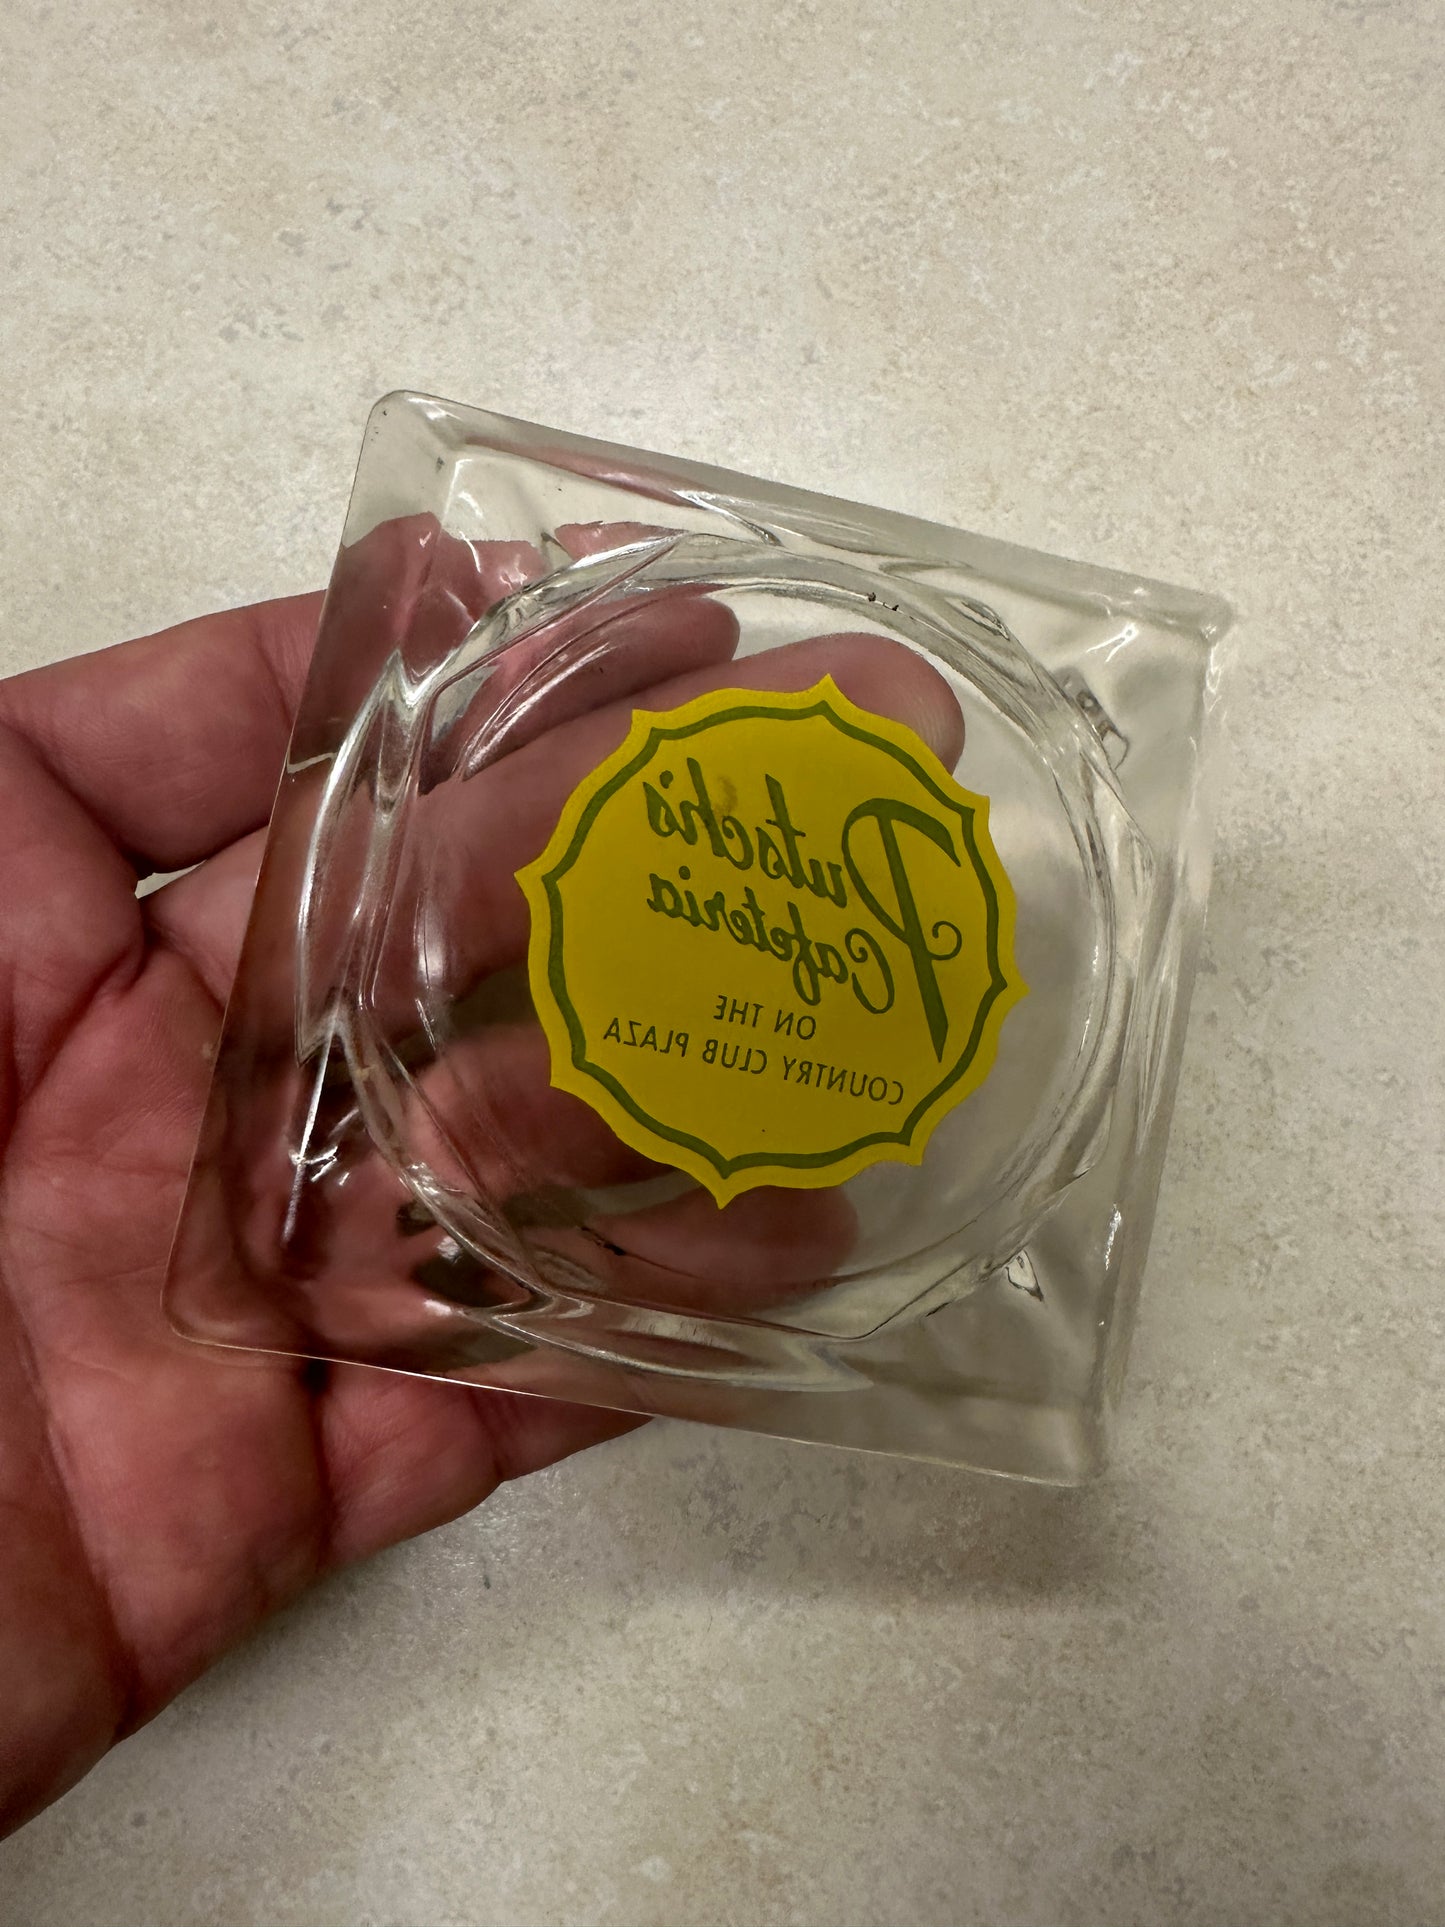 Putsch's
Cafeteria
ON THE
COUNTRY CLUB PLAZA